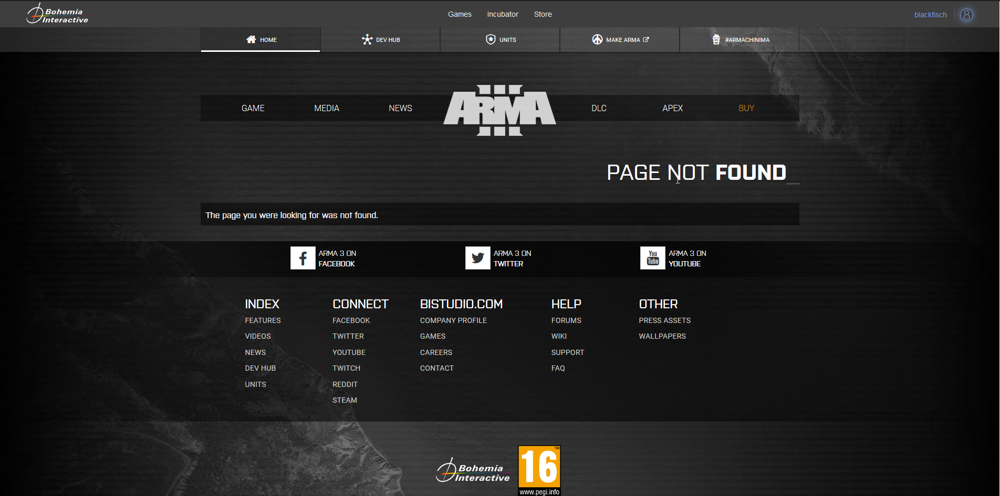 Bohemia
Interactive
Games
Incubator
Store
blackfisch
HOME
DEV HUB
UNITS
MAKE ARMA
#ARMACHINIMA
GAME
MEDIA
NEWS
ARMA
III
DLC
APEX
BUY
PAGE NOT FOUND_
The page you were looking for was not found.
ARMA 3 ON
FACEBOOK
ARMA 3 ON
TWITTER
You
Tube
ARMA 3 ON
YOUTUBE
INDEX
FEATURES
VIDEOS
NEWS
DEV HUB
UNITS
CONNECT
FACEBOOK
TWITTER
YOUTUBE
TWITCH
REDDIT
STEAM
BISTUDIO.COM
COMPANY PROFILE
GAMES
CAREERS
CONTACT
HELP
FORUMS
WIKI
SUPPORT
FAQ
OTHER
PRESS ASSETS
WALLPAPERS
Bohemia
Interactive
16
TM
www.pegi.info